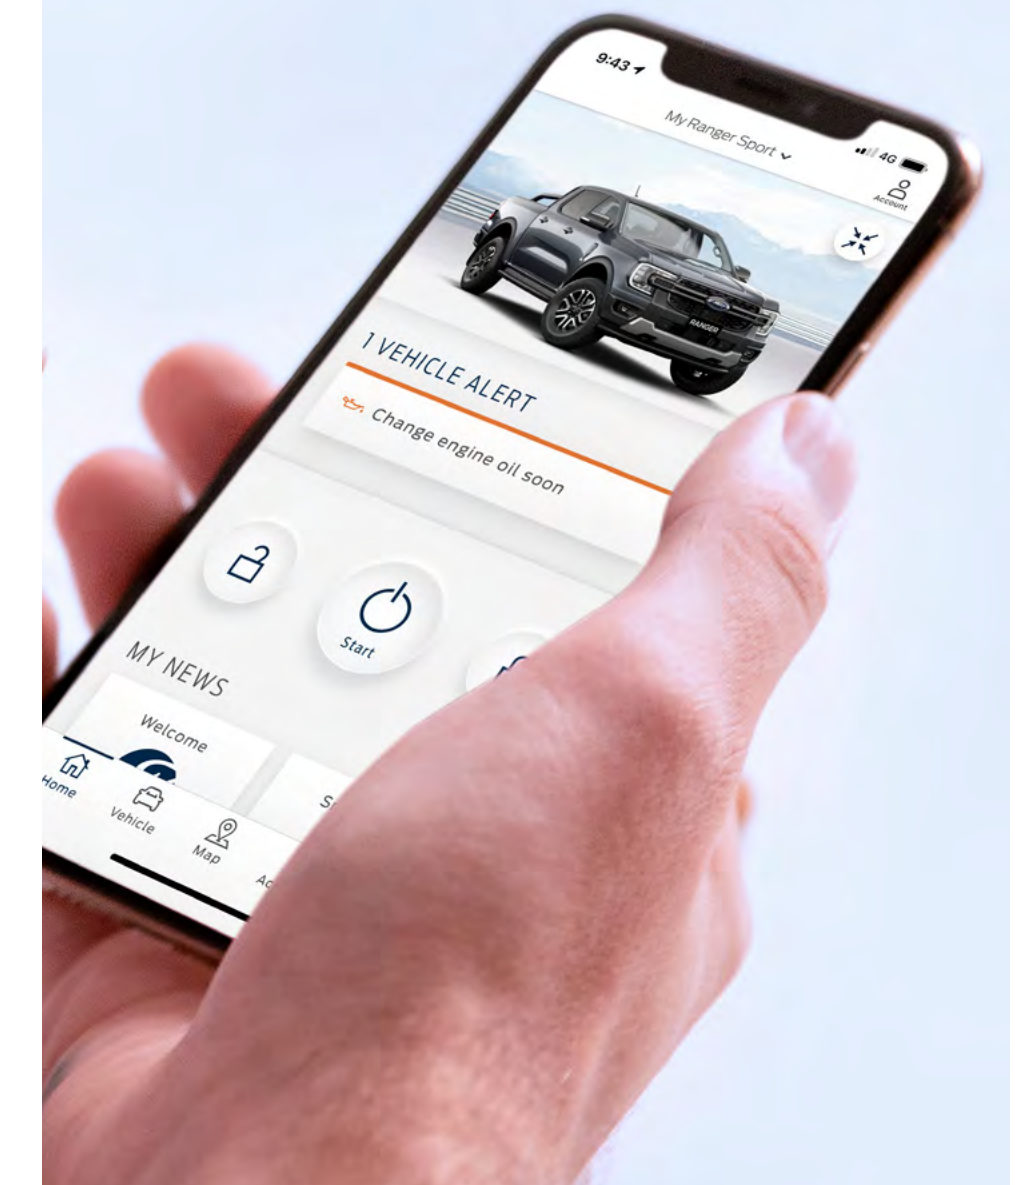 9:43
4G
My Ranger Sport
Account
RANGER
1 VEHICLE ALERT
Change engine oil soon
Start
MY NEWS
Welcome
Home
Vehicle
Map